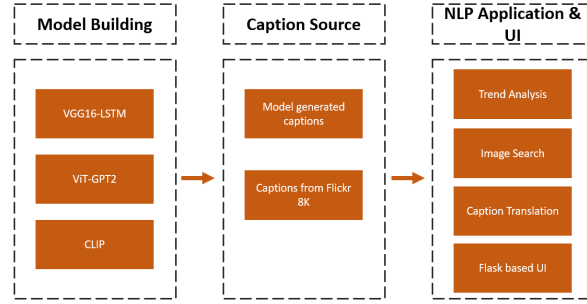 Model Building
Caption Source
NLP Application &
UI
VGG16-LSTM
ViT-GPT2
CLIP
Model generated
captions
Captions from Flickr
8K
Trend Analysis
Image Search
Caption Translation
Flask based UI